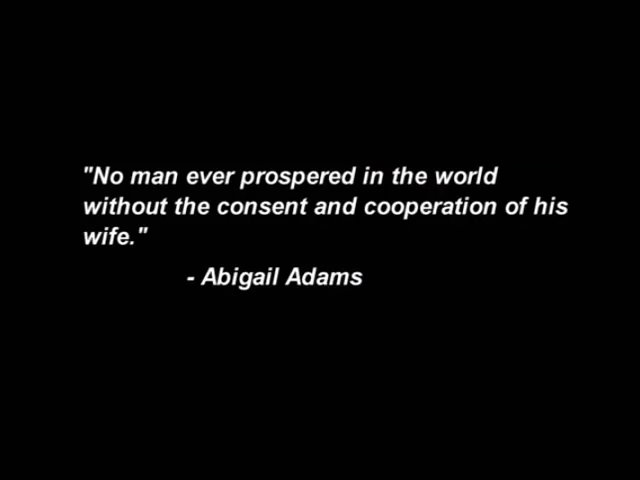 "No man ever prospered in the world
without the consent and cooperation of his
wife."
- Abigail Adams